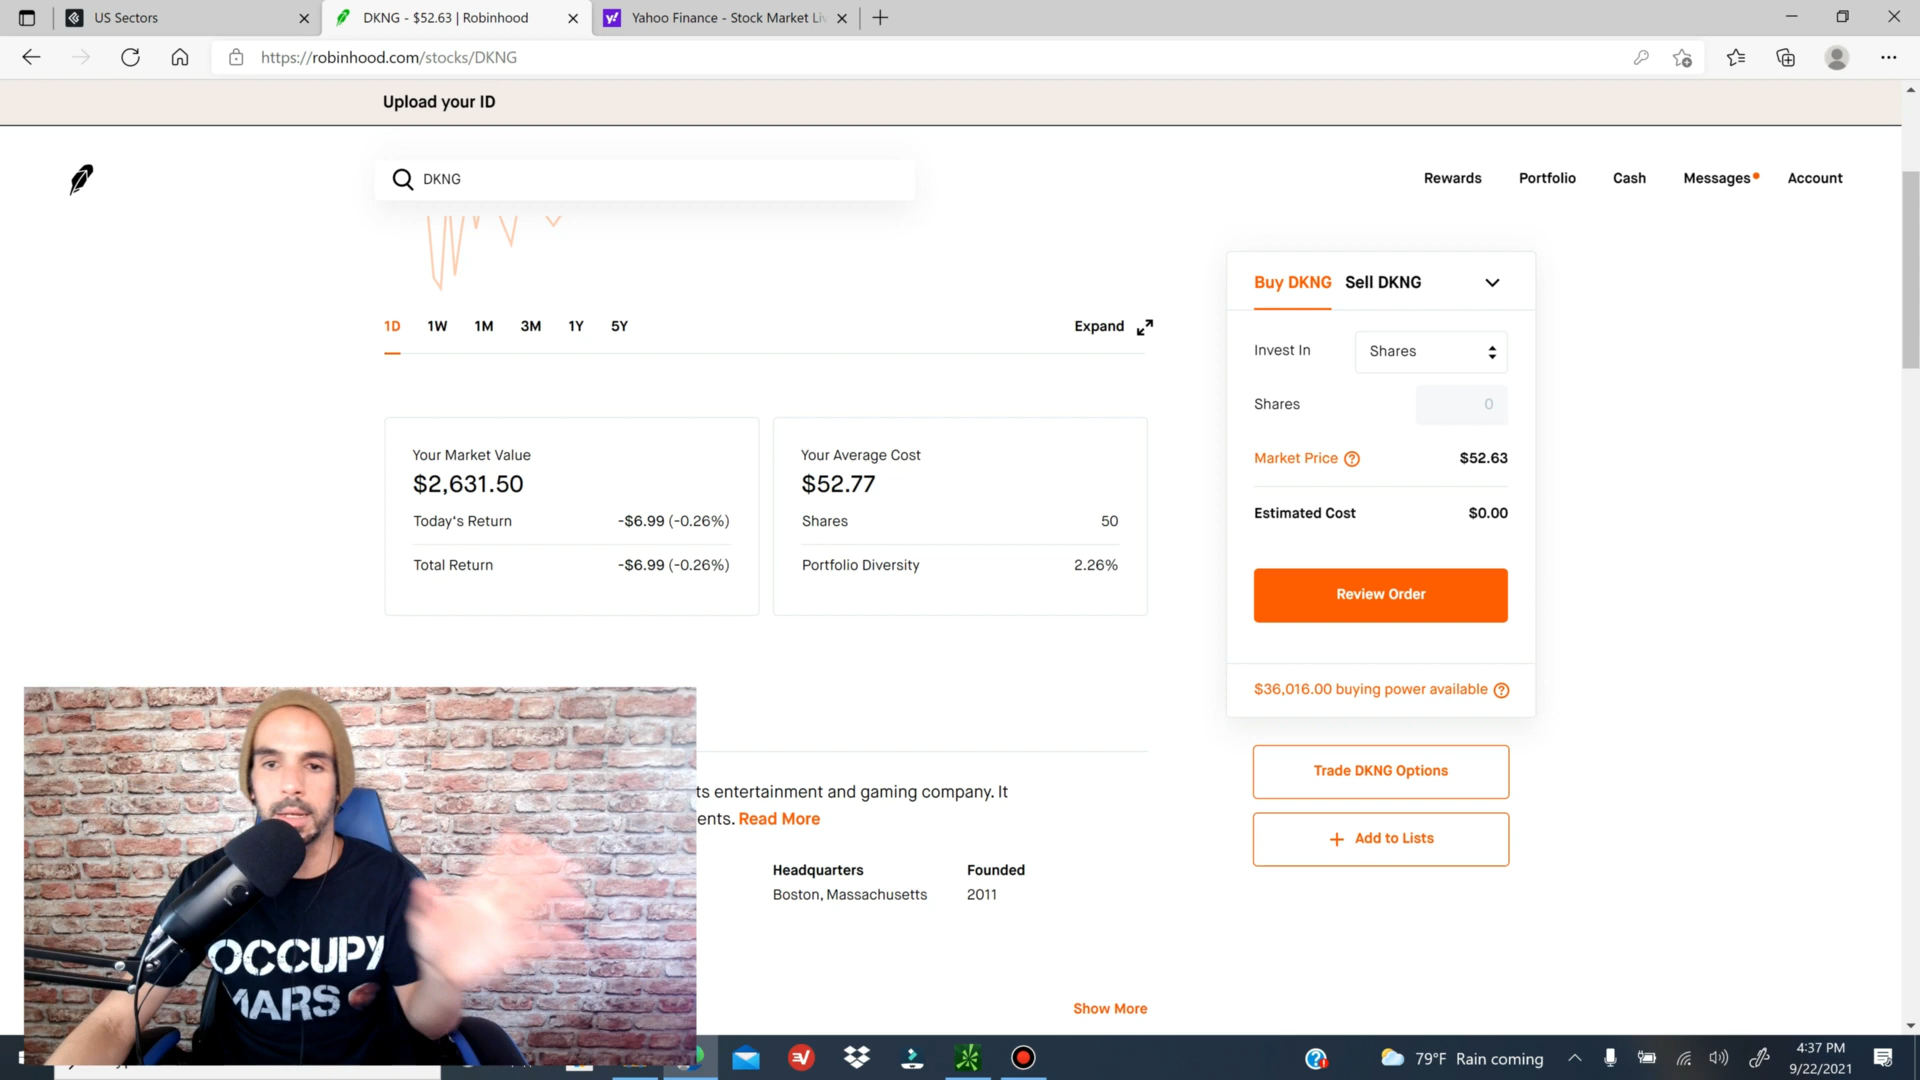 US Sectors
DKNG - $52.63 | Robinhood
Yahoo Finance - Stock Market Li
https://robinhood.com/stocks/DKNG
Upload your ID
DKNG
Rewards
Portfolio
Cash
Messages
Account
1D
1W
1M
3M
1Y
5Y
Expand
Your Market Value
$2,631.50
Today's Return -$6.99 (-0.26%)
Total Return -$6.99 (-0.26%)
Your Average Cost
$52.77
Shares 50
Portfolio Diversity 2.26%
Buy DKNG Sell DKNG
Invest In Shares
Shares 0
Market Price $52.63
Estimated Cost $0.00
Review Order
$36,016.00 buying power available
Trade DKNG Options
Add to Lists
ts entertainment and gaming company. It
ents. Read More
Headquarters
Boston, Massachusetts
Founded
2011
Show More
OCCUPY
MARS
79°F Rain coming
4:37 PM
9/22/2021